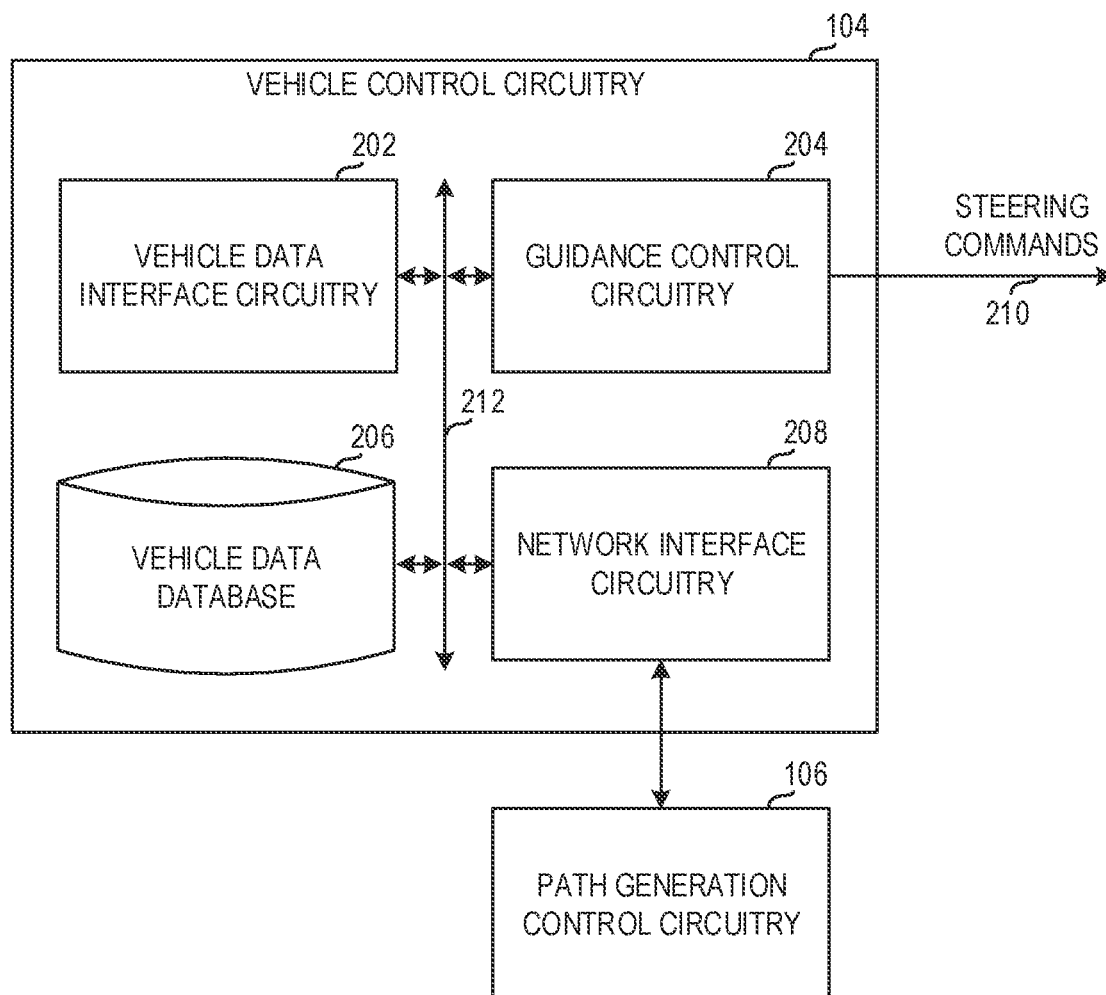 104
VEHICLE CONTROL CIRCUITRY
202
204
VEHICLE DATA
INTERFACE CIRCUITRY
GUIDANCE CONTROL
CIRCUITRY
STEERING
COMMANDS
210
212
206
208
VEHICLE DATA
DATABASE
NETWORK INTERFACE
CIRCUITRY
106
PATH GENERATION
CONTROL CIRCUITRY